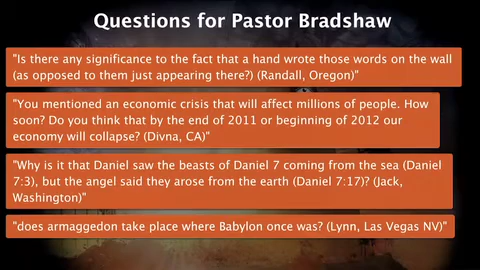 Questions for Pastor Bradshaw
"Is there any significance to the fact that a hand wrote those words on the wall
(as opposed to them just appearing there?) (Randall, Oregon)"
"You mentioned an economic crisis that will affect millions of people. How
soon? Do you think that by the end of 2011 or beginning of 2012 our
economy will collapse? (Divna, CA)"
"Why is it that Daniel saw the beasts of Daniel 7 coming from the sea (Daniel
7:3), but the angel said they arose from the earth (Daniel 7:17)? (Jack,
Washington)"
"does armaggedon take place where Babylon once was? (Lynn, Las Vegas NV)"